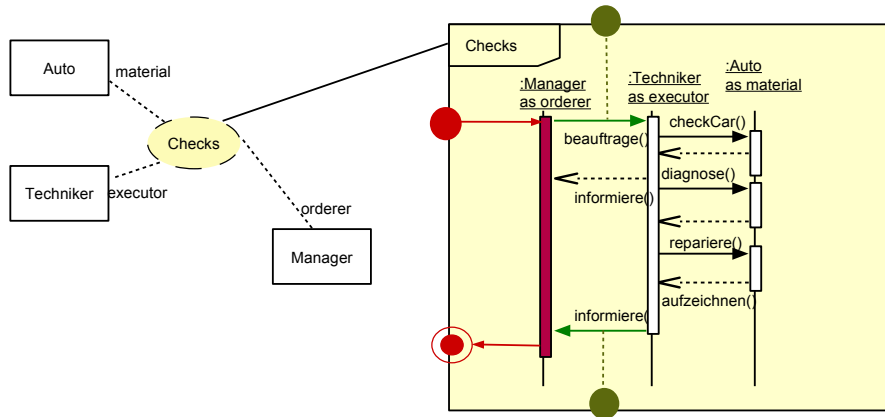 Auto
material
Checks
Techniker
executor
orderer
Manager
Checks
:Manager
as orderer
:Techniker
as executor
:Auto
as material
checkCar()
beauftrage()
diagnose()
informiere()
repariere()
aufzeichnen()
informiere(